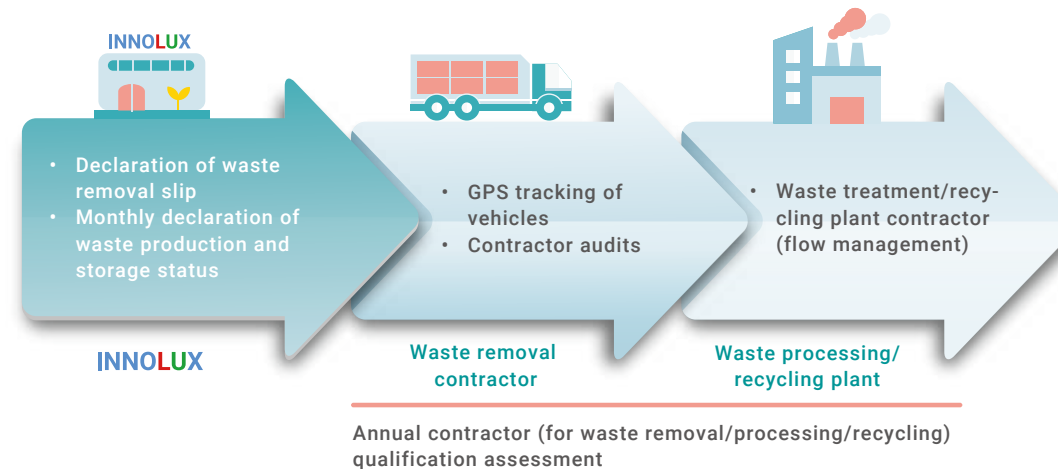 INNOLUX
• Declaration of waste
removal slip
• Monthly declaration of
waste production and
storage status
INNOLUX
• GPS tracking of
vehicles
• Contractor audits
Waste removal
contractor
• Waste treatment/recy-
cling plant contractor
(flow management)
Waste processing/
recycling plant
Annual contractor (for waste removal/processing/recycling)
qualification assessment